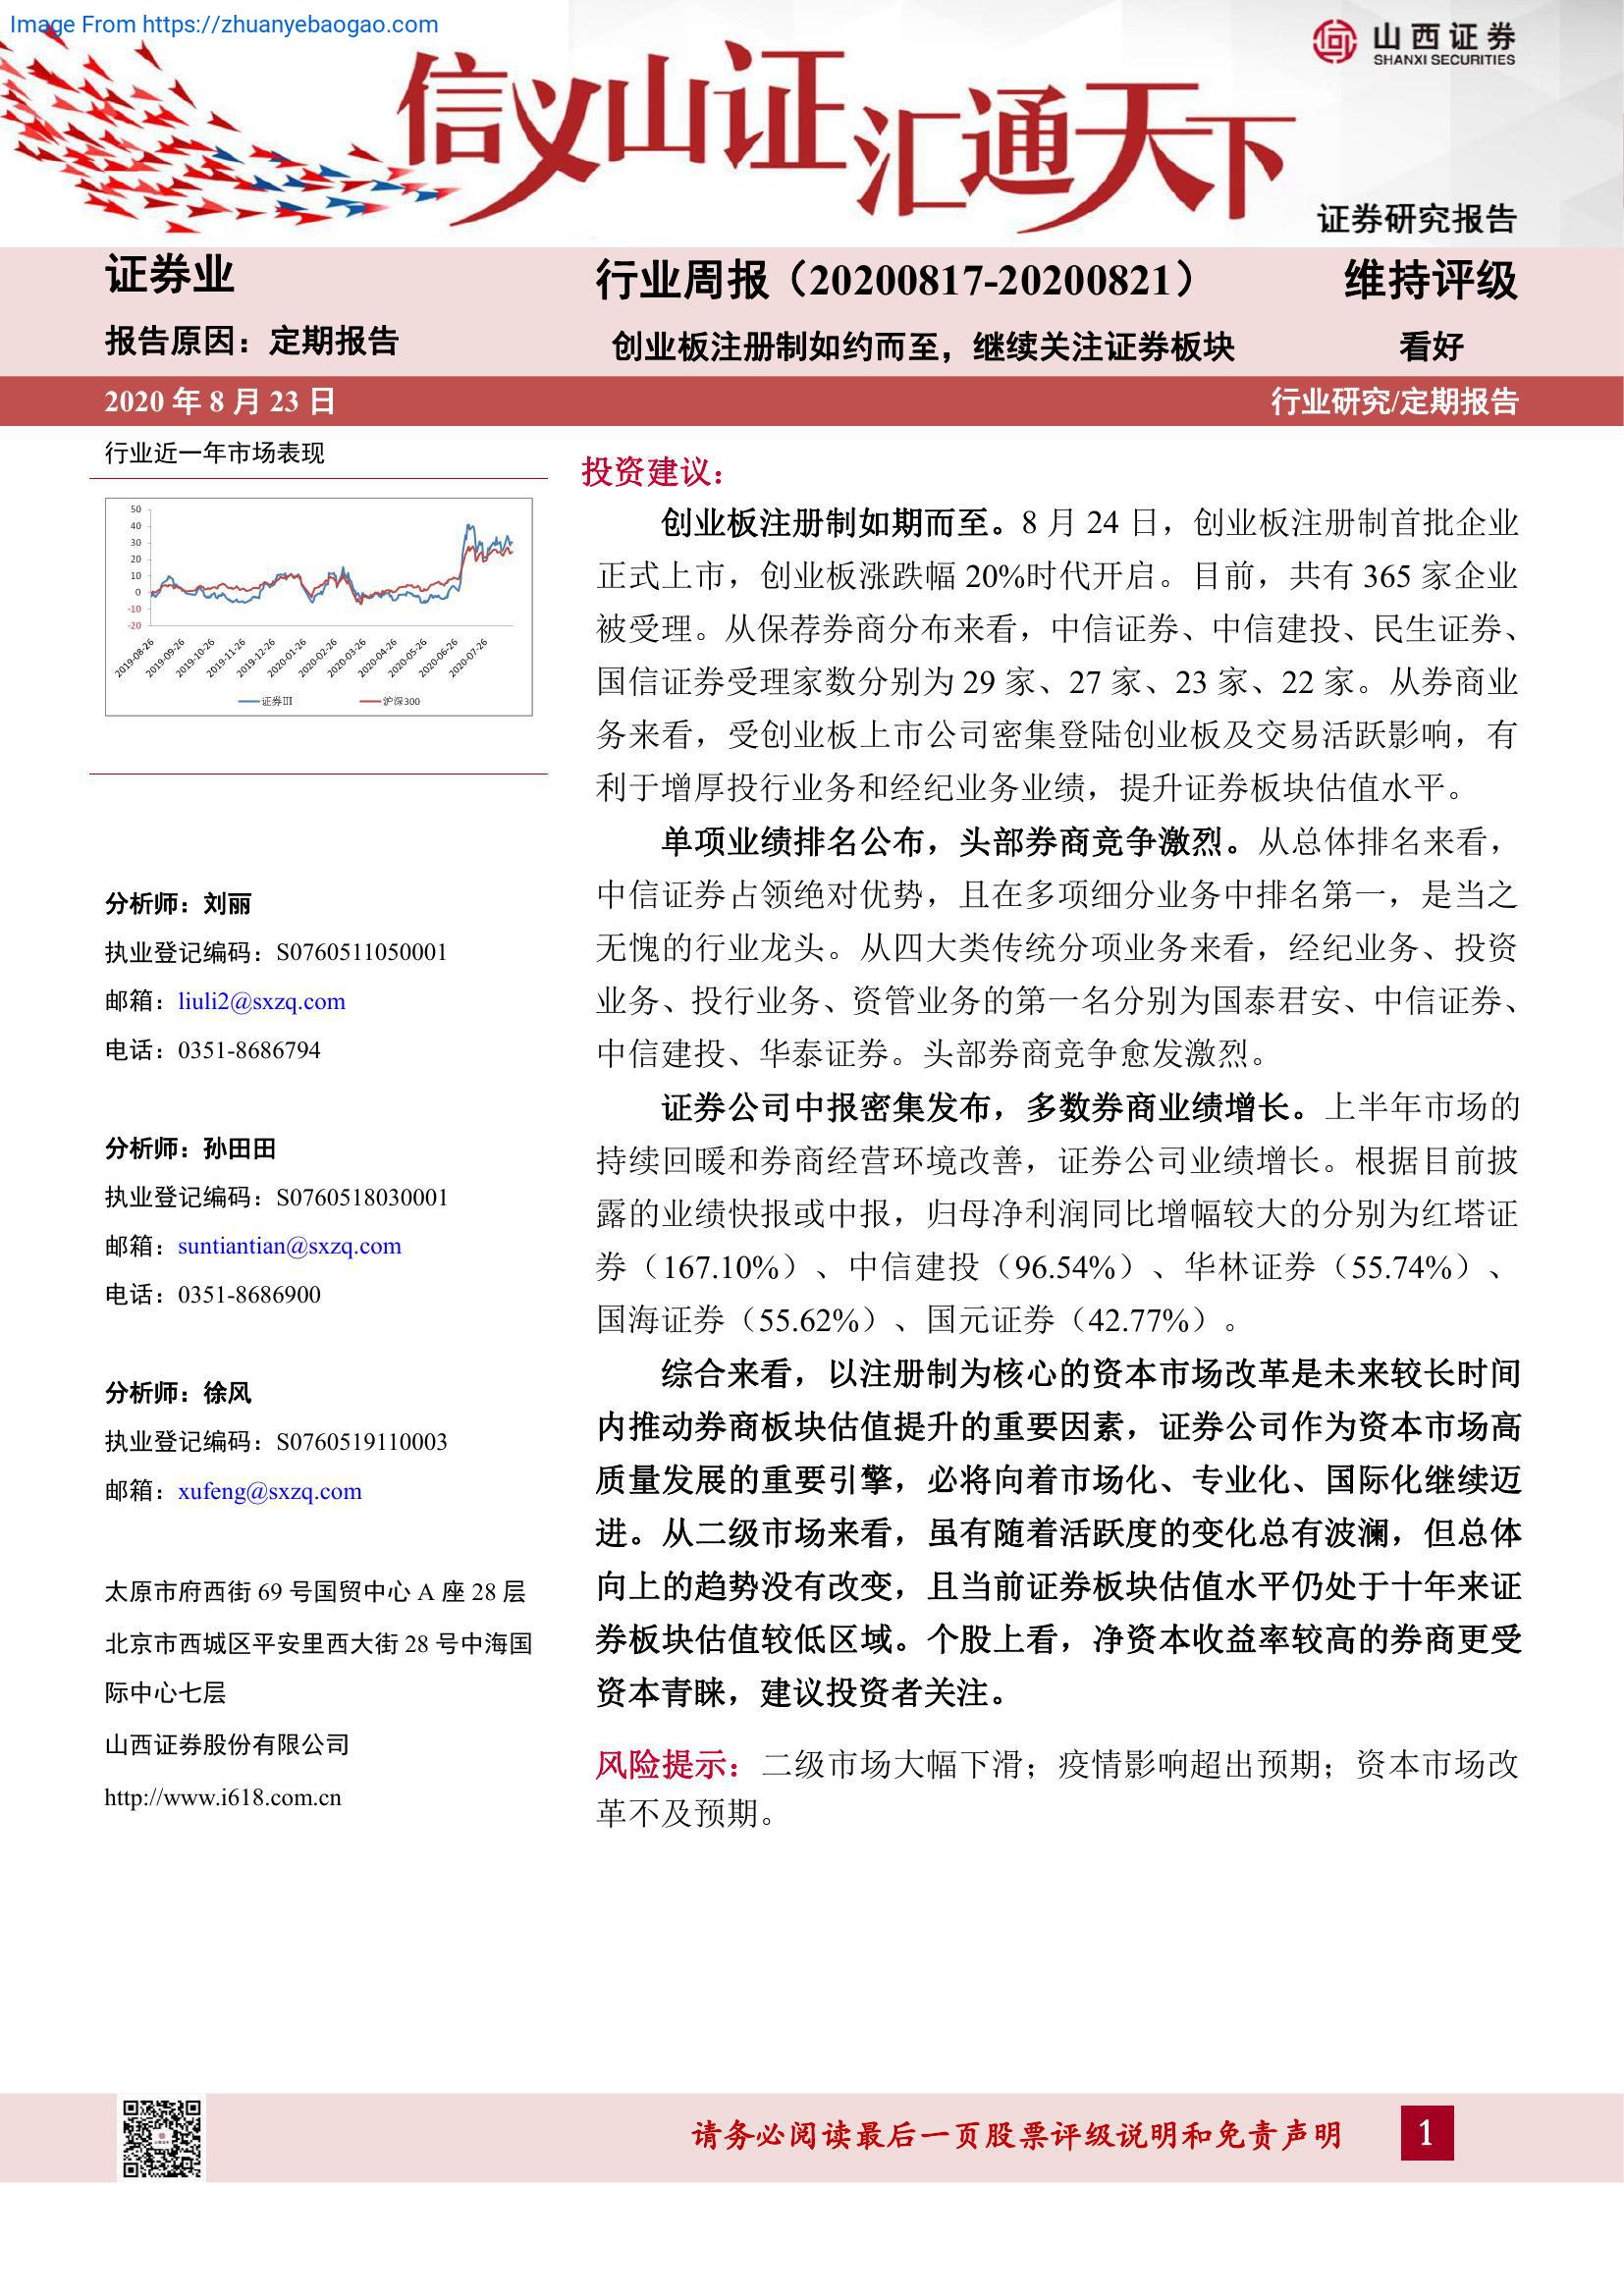 Image From https://zhuanyebaogao.com
山西证券
SHANXI SECURITIES
信义山证汇通天下
证券研究报告
证券业
行业周报（20200817-20200821）
维持评级
报告原因：定期报告
创业板注册制如约而至，继续关注证券板块
看好
2020 年 8 月 23 日
行业研究/定期报告
行业近一年市场表现
50
40
30
20
10
0
-10
-20
2019-08-26
2019-09-26
2019-10-26
2019-11-26
2019-12-26
2020-01-26
2020-02-26
2020-03-26
2020-04-26
2020-05-26
2020-06-26
2020-07-26
证券III
沪深300
分析师：刘丽
执业登记编码：S0760511050001
邮箱：liuli2@sxzq.com
电话：0351-8686794
分析师：孙田田
执业登记编码：S0760518030001
邮箱：suntiantian@sxzq.com
电话：0351-8686900
分析师：徐风
执业登记编码：S0760519110003
邮箱：xufeng@sxzq.com
太原市府西街 69 号国贸中心 A 座 28 层
北京市西城区平安里西大街 28 号中海国
际中心七层
山西证券股份有限公司
http://www.i618.com.cn
投资建议：
创业板注册制如期而至。8 月 24 日，创业板注册制首批企业
正式上市，创业板涨跌幅 20%时代开启。目前，共有 365 家企业
被受理。从保荐券商分布来看，中信证券、中信建投、民生证券、
国信证券受理家数分别为 29 家、27 家、23 家、22 家。从券商业
务来看，受创业板上市公司密集登陆创业板及交易活跃影响，有
利于增厚投行业务和经纪业务业绩，提升证券板块估值水平。
单项业绩排名公布，头部券商竞争激烈。从总体排名来看，
中信证券占领绝对优势，且在多项细分业务中排名第一，是当之
无愧的行业龙头。从四大类传统分项业务来看，经纪业务、投资
业务、投行业务、资管业务的第一名分别为国泰君安、中信证券、
中信建投、华泰证券。头部券商竞争愈发激烈。
证券公司中报密集发布，多数券商业绩增长。上半年市场的
持续回暖和券商经营环境改善，证券公司业绩增长。根据目前披
露的业绩快报或中报，归母净利润同比增幅较大的分别为红塔证
券（167.10%）、中信建投（96.54%）、华林证券（55.74%）、
国海证券（55.62%）、国元证券（42.77%）。
综合来看，以注册制为核心的资本市场改革是未来较长时间
内推动券商板块估值提升的重要因素，证券公司作为资本市场高
质量发展的重要引擎，必将向着市场化、专业化、国际化继续迈
进。从二级市场来看，虽有随着活跃度的变化总有波澜，但总体
向上的趋势没有改变，且当前证券板块估值水平仍处于十年来证
券板块估值较低区域。个股上看，净资本收益率较高的券商更受
资本青睐，建议投资者关注。
风险提示：二级市场大幅下滑；疫情影响超出预期；资本市场改
革不及预期。
请务必阅读最后一页股票评级说明和免责声明
1